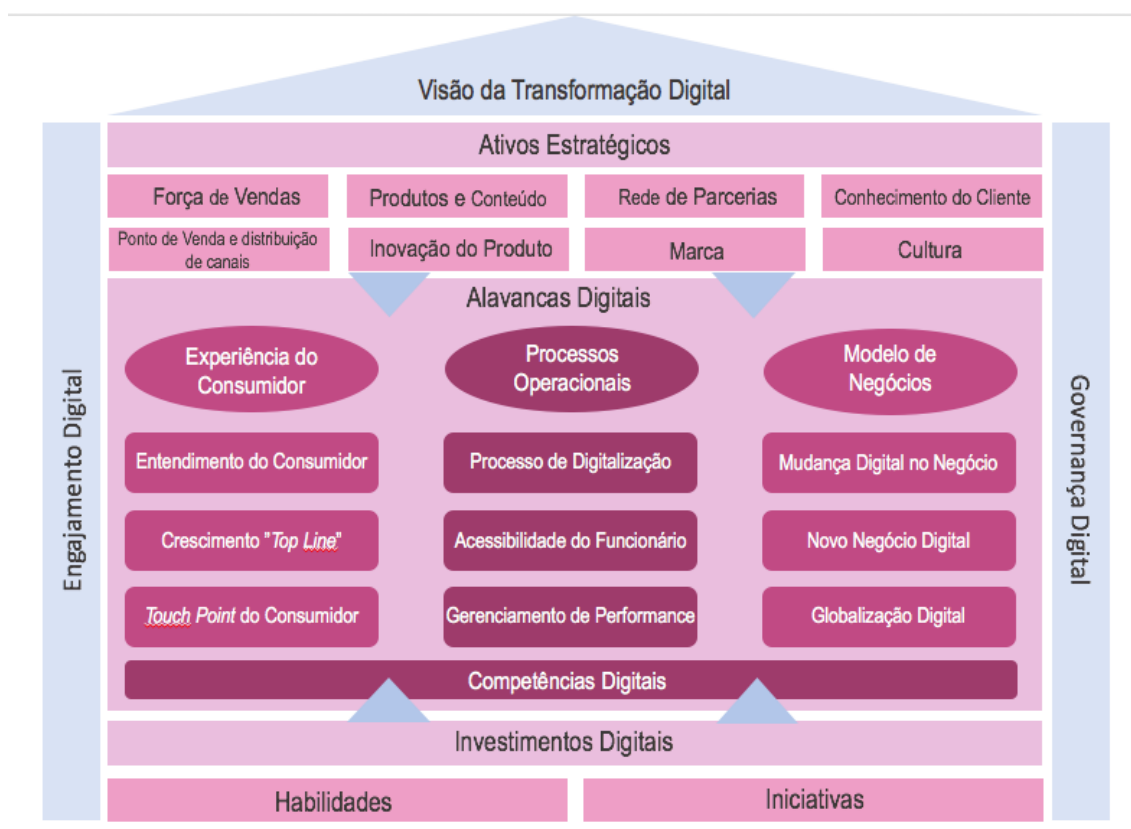 Visão da Transformação Digital
Ativos Estratégicos
Força de Vendas
Produtos e Conteúdo
Rede de Parcerias
Conhecimento do Cliente
Ponto de Venda e distribuição
de canais
Inovação do Produto
Marca
Cultura
Alavancas Digitais
Experiência do
Consumidor
Processos
Operacionais
Modelo de
Negócios
Entendimento do Consumidor
Processo de Digitalização
Mudança Digital no Negócio
Crescimento "Top Line"
Acessibilidade do Funcionário
Novo Negócio Digital
Touch Point do Consumidor
Gerenciamento de Performance
Globalização Digital
Competências Digitais
Investimentos Digitais
Habilidades
Iniciativas
Engajamento Digital
Governança Digital